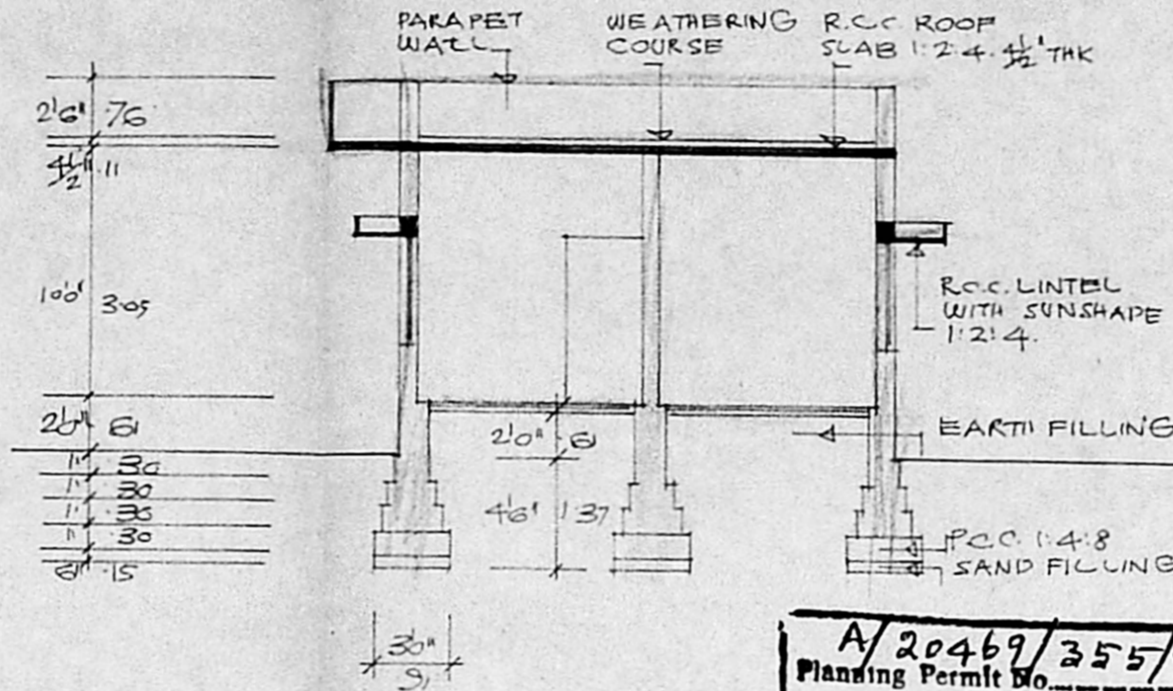 PARAPET
WALL
WEATHERING
COURSE
R.C.C. ROOF
SLAB 1:2:4. 4½" THK
2'6" .76
4½" .11
10'0" 3.05
R.C.C. LINTEL
WITH SUNSHAPE
1:2:4.
2'0" .61
2'0" .61
EARTH FILLING
1' .30
1' .30
1' .30
1' .30
6" .15
4'6" 1.37
P.C.C. 1:4:8
SAND FILLING
3'0"
.91
A/20469/355/
Planning Permit No.